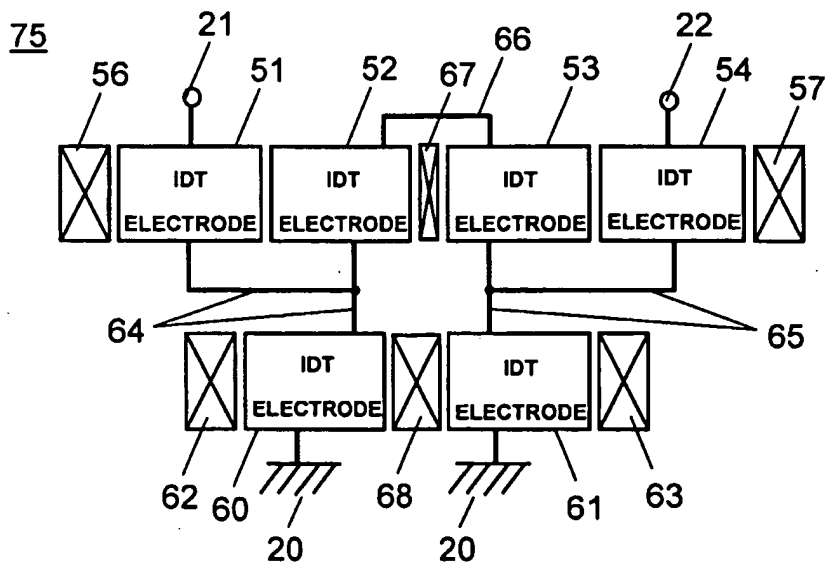 75
21
22
56
51
52
67
66
53
54
57
IDT
ELECTRODE
IDT
ELECTRODE
IDT
ELECTRODE
IDT
ELECTRODE
64
65
IDT
ELECTRODE
IDT
ELECTRODE
62
60
20
68
20
61
63